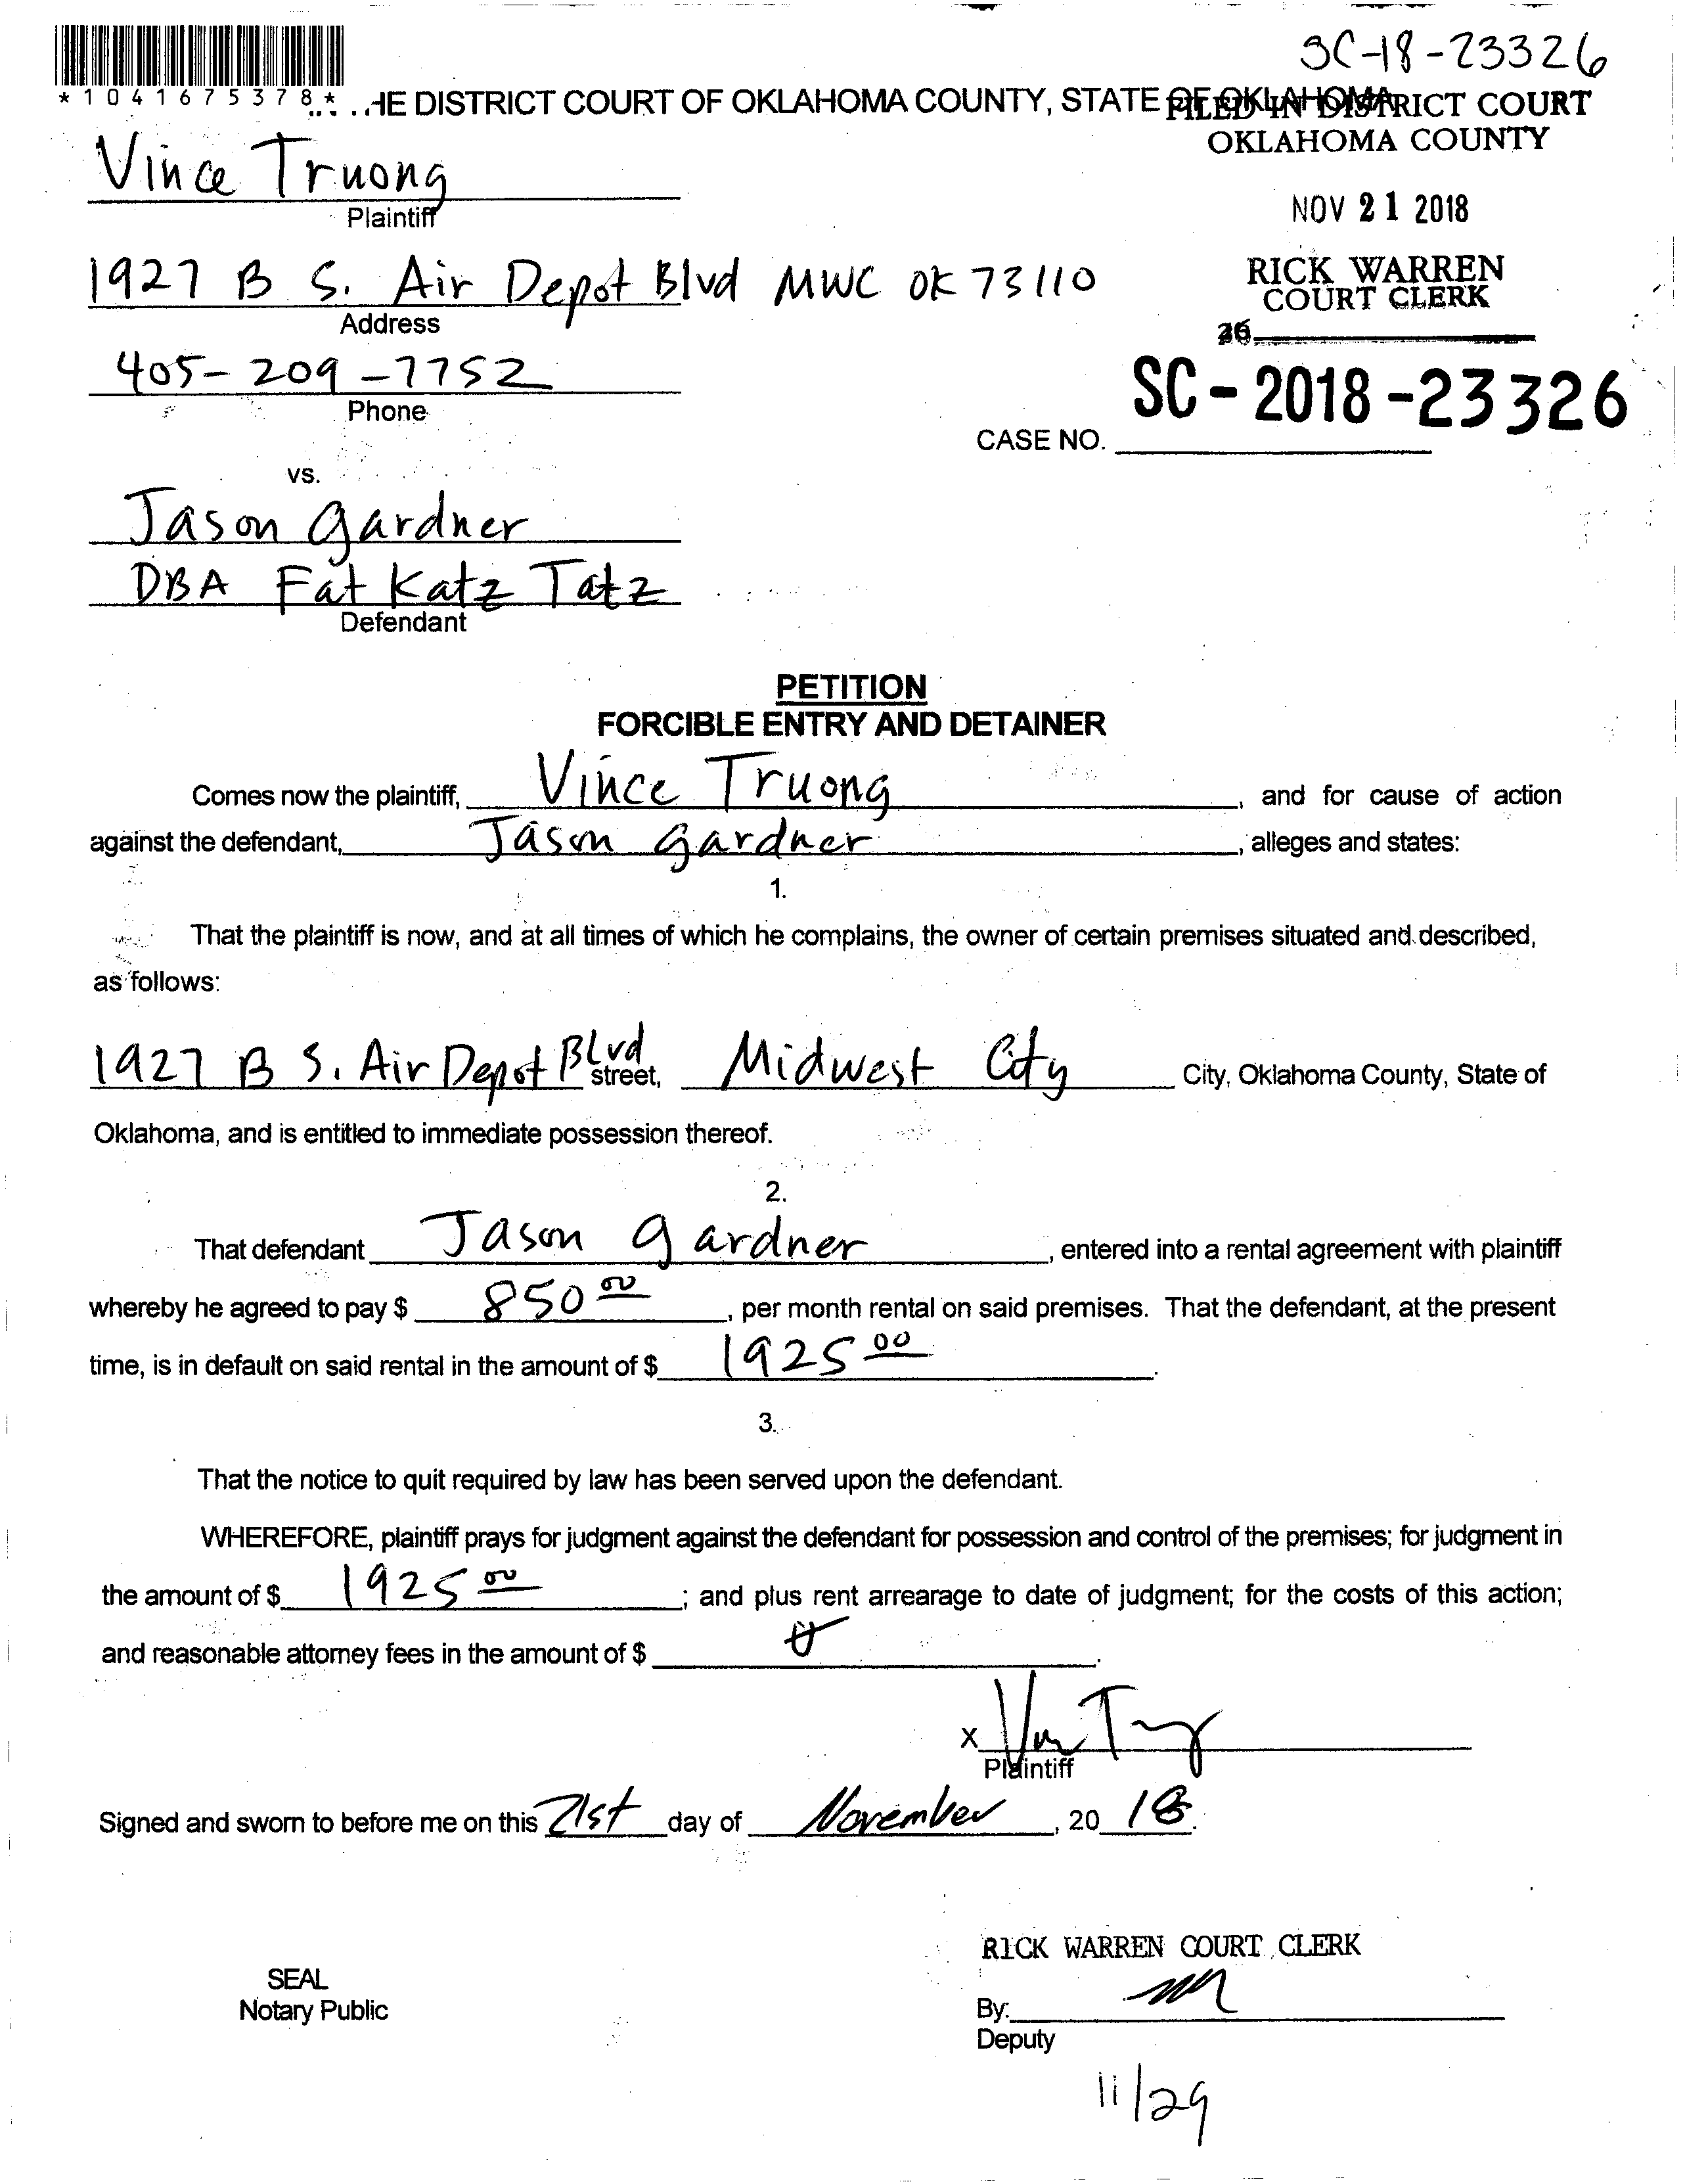 SC-18-23326
*1041675378*
HE DISTRICT COURT OF OKLAHOMA COUNTY, STATE OF OKLAHOMA
FILED IN DISTRICT COURT
OKLAHOMA COUNTY
Vince Truong
Plaintiff
NOV 21 2018
1927 B S. Air Depot Blvd MWC OK 73110
Address
RICK WARREN
COURT CLERK
405-209-7752
Phone
SC-2018-23326
CASE NO.
vs.
Jason Gardner
DBA Fat Katz Tatz
Defendant
PETITION
FORCIBLE ENTRY AND DETAINER
Comes now the plaintiff, Vince Truong, and for cause of action
against the defendant, Jason Gardner, alleges and states:
1.
That the plaintiff is now, and at all times of which he complains, the owner of certain premises situated and described,
as follows:
1927 B S. Air Depot Blvd street, Midwest City City, Oklahoma County, State of
Oklahoma, and is entitled to immediate possession thereof.
2.
That defendant Jason Gardner, entered into a rental agreement with plaintiff
whereby he agreed to pay $ 850 00, per month rental on said premises. That the defendant, at the present
time, is in default on said rental in the amount of $ 1925 00.
3.
That the notice to quit required by law has been served upon the defendant.
WHEREFORE, plaintiff prays for judgment against the defendant for possession and control of the premises; for judgment in
the amount of $ 1925 00; and plus rent arrearage to date of judgment; for the costs of this action;
and reasonable attorney fees in the amount of $
X
Plaintiff
Signed and sworn to before me on this 21st day of November, 20 18.
RICK WARREN COURT CLERK
SEAL
Notary Public
By:
Deputy
11/29